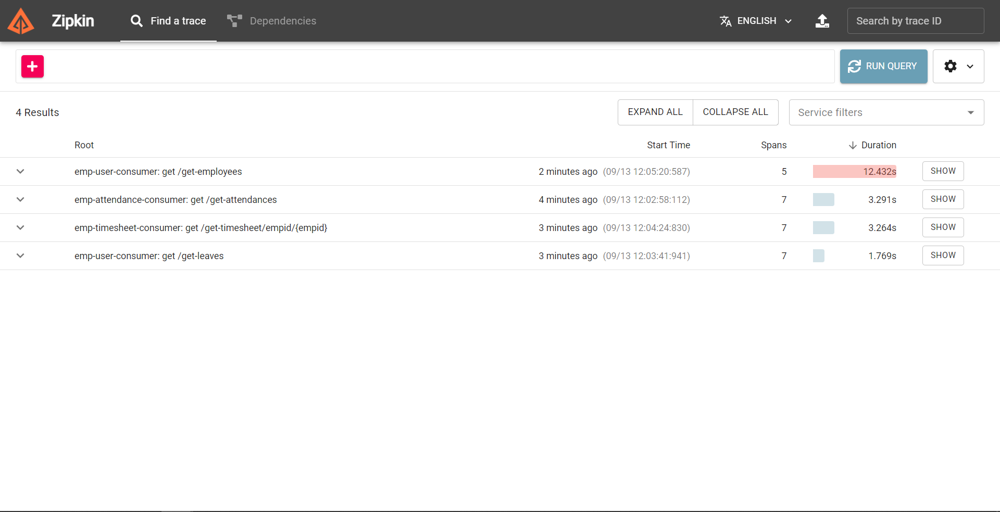 Zipkin Find a trace Dependencies ENGLISH Search by trace ID
RUN QUERY
4 Results EXPAND ALL COLLAPSE ALL Service filters
Root Start Time Spans Duration
emp-user-consumer: get /get-employees 2 minutes ago (09/13 12:05:20:587) 5 12.432s SHOW
emp-attendance-consumer: get /get-attendances 4 minutes ago (09/13 12:02:58:112) 7 3.291s SHOW
emp-timesheet-consumer: get /get-timesheet/empid/{empid} 3 minutes ago (09/13 12:04:24:830) 7 3.264s SHOW
emp-user-consumer: get /get-leaves 3 minutes ago (09/13 12:03:41:941) 7 1.769s SHOW